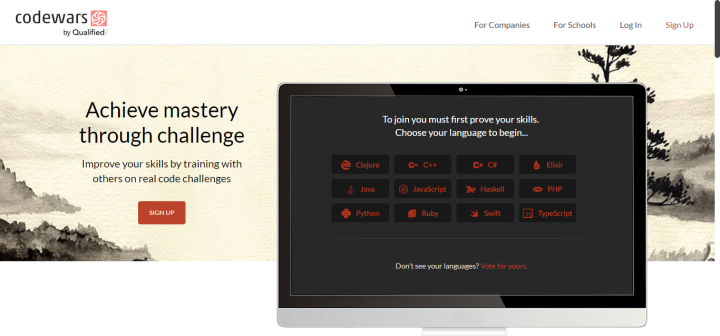 codewars
by Qualified
For Companies
For Schools
Log In
Sign Up
Achieve mastery
through challenge
Improve your skills by training with
others on real code challenges
SIGN UP
To join you must first prove your skills.
Choose your language to begin...
Clojure
C++
C#
Elixir
Java
JavaScript
Haskell
PHP
Python
Ruby
Swift
TypeScript
Don't see your languages? Vote for yours.